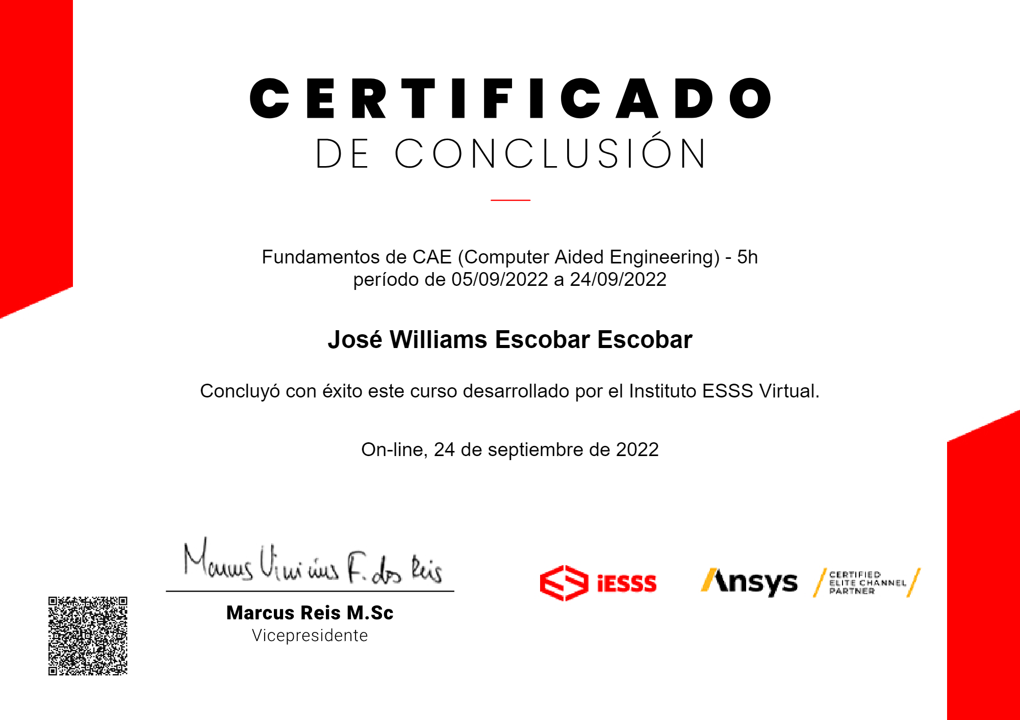 CERTIFICADO
DE CONCLUSIÓN
Fundamentos de CAE (Computer Aided Engineering) - 5h
período de 05/09/2022 a 24/09/2022
José Williams Escobar Escobar
Concluyó con éxito este curso desarrollado por el Instituto ESSS Virtual.
On-line, 24 de septiembre de 2022
Marcus Vinicius F. dos Reis
Marcus Reis M.Sc
Vicepresidente
iESSS
Ansys
CERTIFIED
ELITE CHANNEL
PARTNER